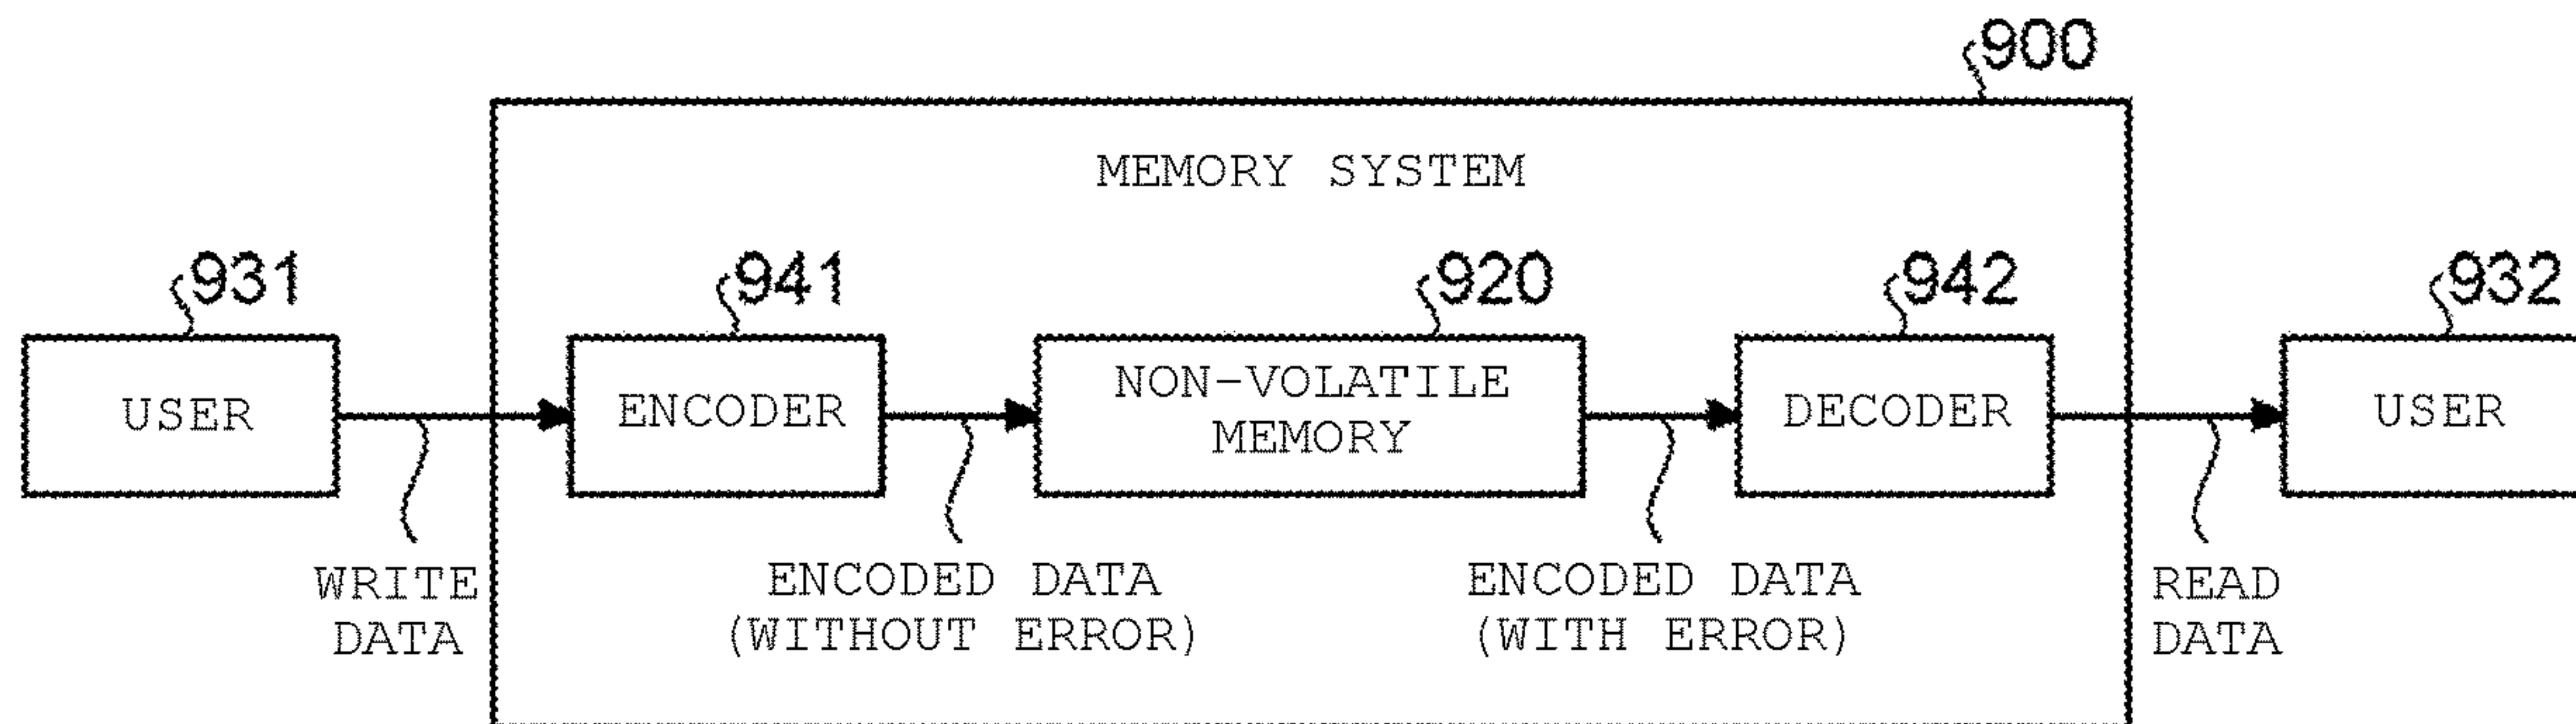 900
MEMORY SYSTEM
931
941
920
942
932
USER
ENCODER
NON-VOLATILE
MEMORY
DECODER
USER
WRITE
DATA
ENCODED DATA
(WITHOUT ERROR)
ENCODED DATA
(WITH ERROR)
READ
DATA